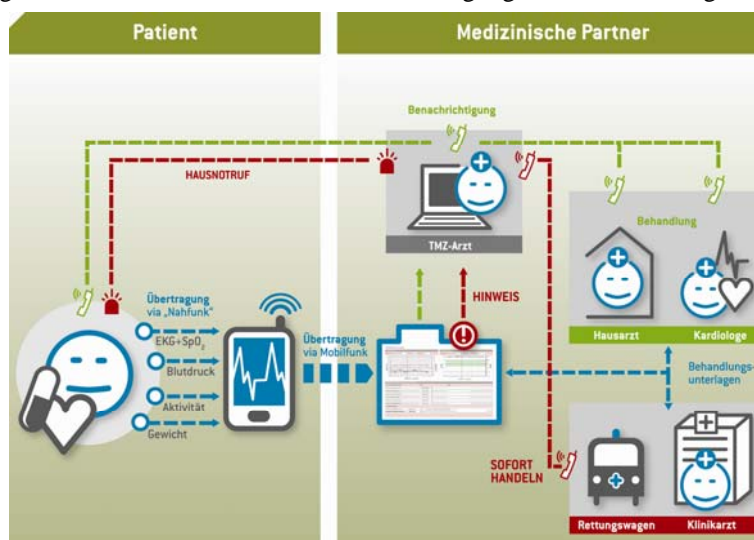 Patient
Medizinische Partner
Benachrichtigung
HAUSNOTRUF
Behandlung
TMZ-Arzt
HINWEIS
Übertragung
via „Nahfunk“
EKG+SpO₂
Blutdruck
Aktivität
Gewicht
Übertragung
via Mobilfunk
Hausarzt
Kardiologe
Behandlungs-
unterlagen
SOFORT
HANDELN
Rettungswagen
Klinikarzt